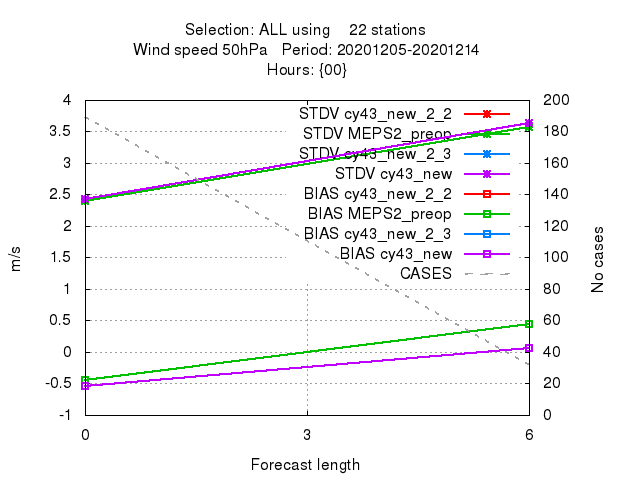 Selection: ALL using 22 stations
Wind speed 50hPa Period: 20201205-20201214
Hours: {00}
4 200
STDV cy43_new_2_2
3.5 180
STDV MEPS2_preop
STDV cy43_new_2_3
3 160
STDV cy43_new
2.5 140
BIAS cy43_new_2_2
BIAS MEPS2_preop
2 120
BIAS cy43_new_2_3
1.5 100
BIAS cy43_new
CASES
m/s
No cases
1 80
0.5 60
0 40
-0.5 20
-1 0
0 3 6
Forecast length